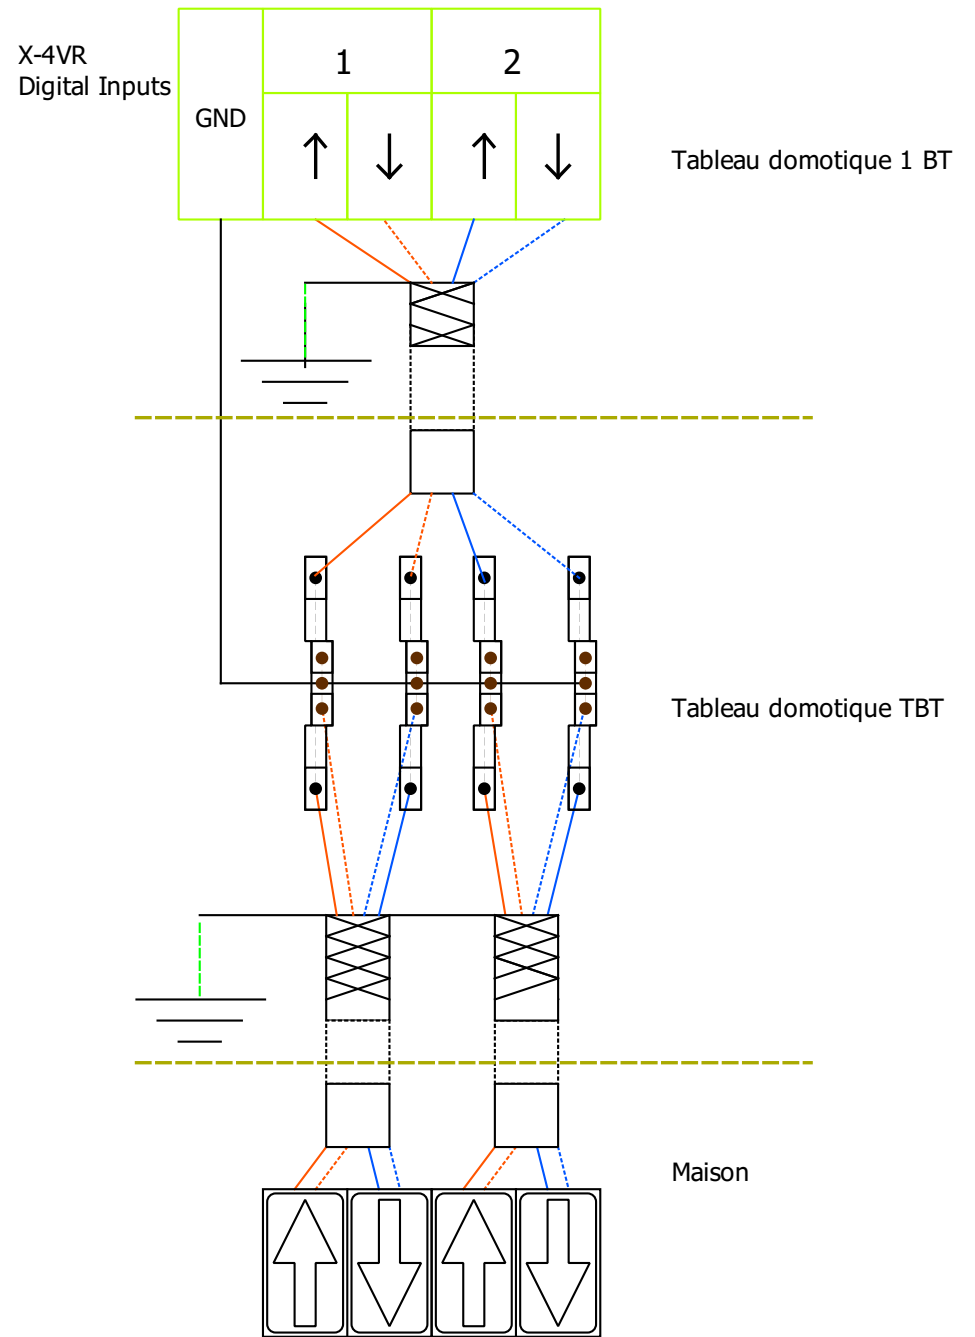 X-4VR
Digital Inputs
GND
1
2
Tableau domotique 1 BT
Tableau domotique TBT
Maison